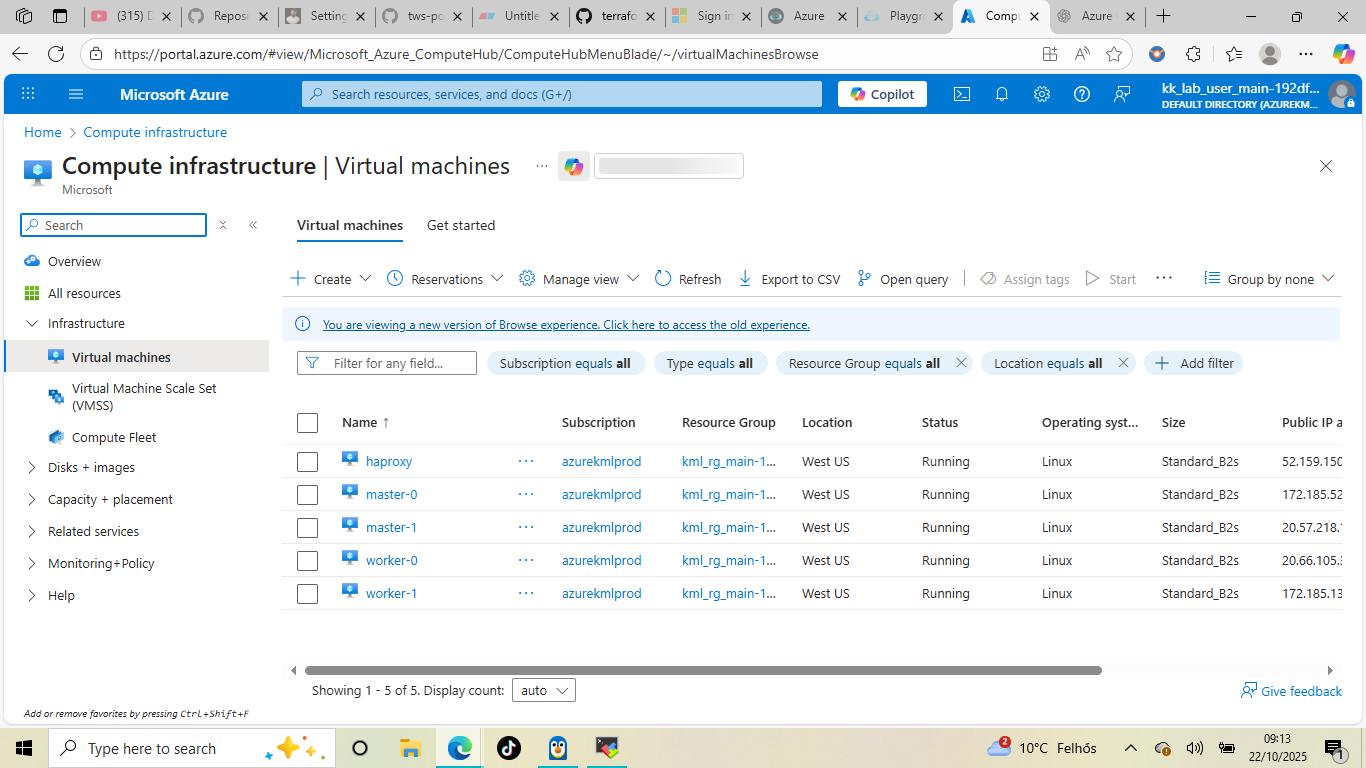 (315) D
Reposi
Setting
tws-po
Untitle
terrafo
Sign in
Azure
Playgr
Compu
Azure
https://portal.azure.com/#view/Microsoft_Azure_ComputeHub/ComputeHubMenuBlade/~/virtualMachinesBrowse
Microsoft Azure
Search resources, services, and docs (G+/)
Copilot
kk_lab_user_main-192df...
DEFAULT DIRECTORY (AZUREKM...
Home > Compute infrastructure
Compute infrastructure | Virtual machines
Microsoft
Search
Overview
All resources
Infrastructure
Virtual machines
Virtual Machine Scale Set
(VMSS)
Compute Fleet
Disks + images
Capacity + placement
Related services
Monitoring+Policy
Help
Add or remove favorites by pressing Ctrl+Shift+F
Virtual machines Get started
Create Reservations Manage view Refresh Export to CSV Open query Assign tags Start ... Group by none
You are viewing a new version of Browse experience. Click here to access the old experience.
Filter for any field... Subscription equals all Type equals all Resource Group equals all Location equals all Add filter
Name ↑ Subscription Resource Group Location Status Operating syst... Size Public IP a
haproxy ... azurekmlprod kml_rg_main-1... West US Running Linux Standard_B2s 52.159.150
master-0 ... azurekmlprod kml_rg_main-1... West US Running Linux Standard_B2s 172.185.52
master-1 ... azurekmlprod kml_rg_main-1... West US Running Linux Standard_B2s 20.57.218.
worker-0 ... azurekmlprod kml_rg_main-1... West US Running Linux Standard_B2s 20.66.105.
worker-1 ... azurekmlprod kml_rg_main-1... West US Running Linux Standard_B2s 172.185.13
Showing 1 - 5 of 5. Display count: auto
Give feedback
Type here to search
2
10°C Felhős
09:13
22/10/2025
1